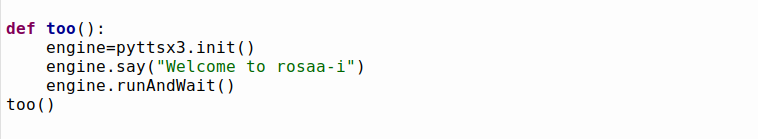 def too():
    engine=pyttsx3.init()
    engine.say("Welcome to rosaa-i")
    engine.runAndWait()
too()